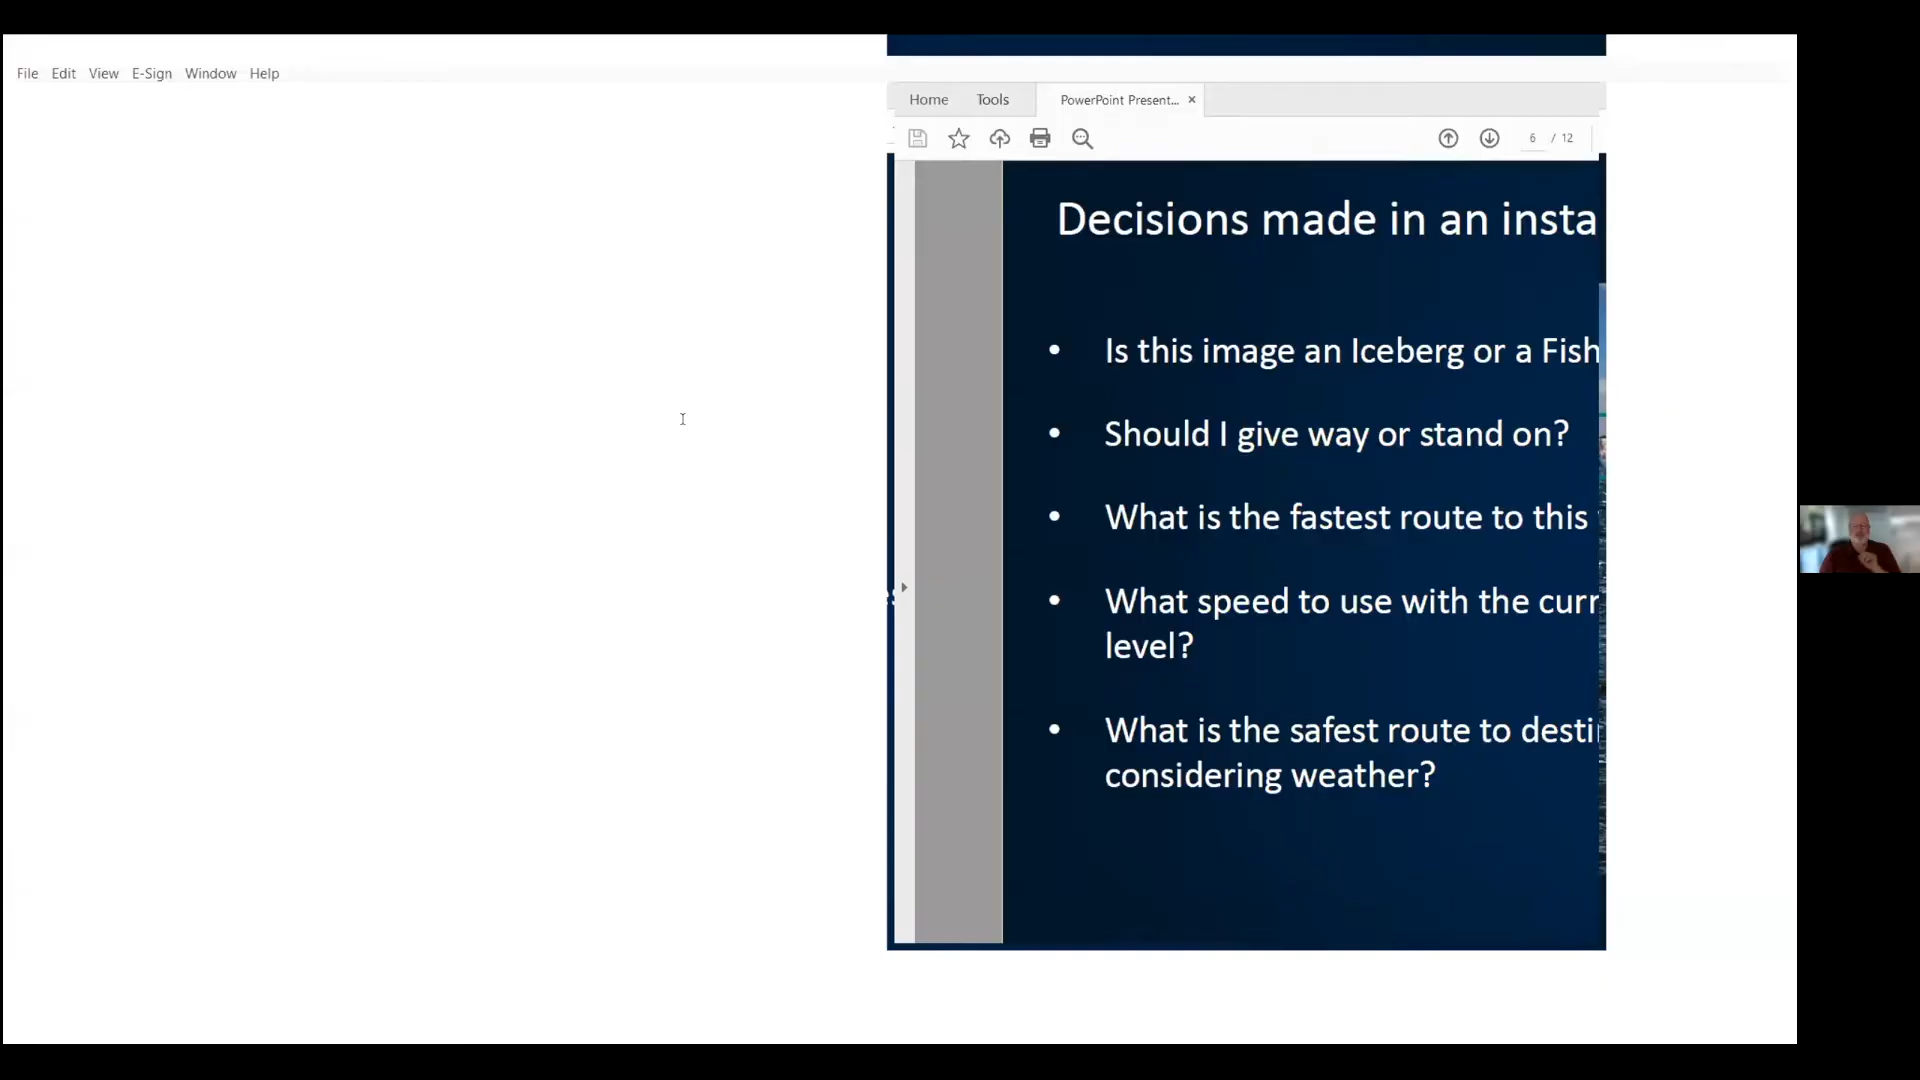 File Edit View E-Sign Window Help
Home Tools PowerPoint Present... ×
6 / 12
Decisions made in an insta
• Is this image an Iceberg or a Fish
• Should I give way or stand on?
• What is the fastest route to this
• What speed to use with the curr
level?
• What is the safest route to desti
considering weather?